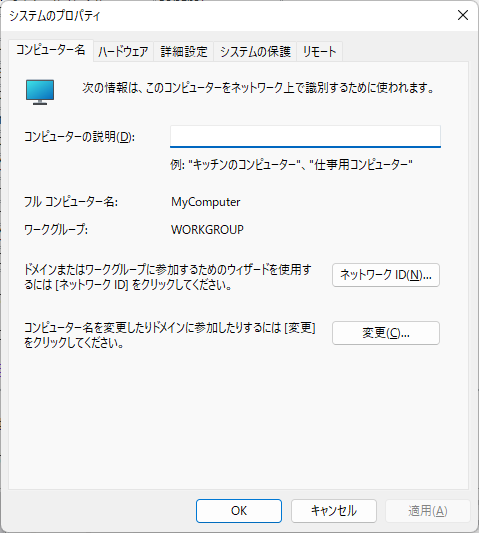 システムのプロパティ
コンピューター名 ハードウェア 詳細設定 システムの保護 リモート
次の情報は、このコンピューターをネットワーク上で識別するために使われます。
コンピューターの説明(D):
例: "キッチンのコンピューター"、"仕事用コンピューター"
フル コンピューター名: MyComputer
ワークグループ: WORKGROUP
ドメインまたはワークグループに参加するためのウィザードを使用す
るには [ネットワーク ID] をクリックしてください。
ネットワーク ID(N)...
コンピューター名を変更したりドメインに参加したりするには [変更]
をクリックしてください。
変更(C)...
OK キャンセル 適用(A)